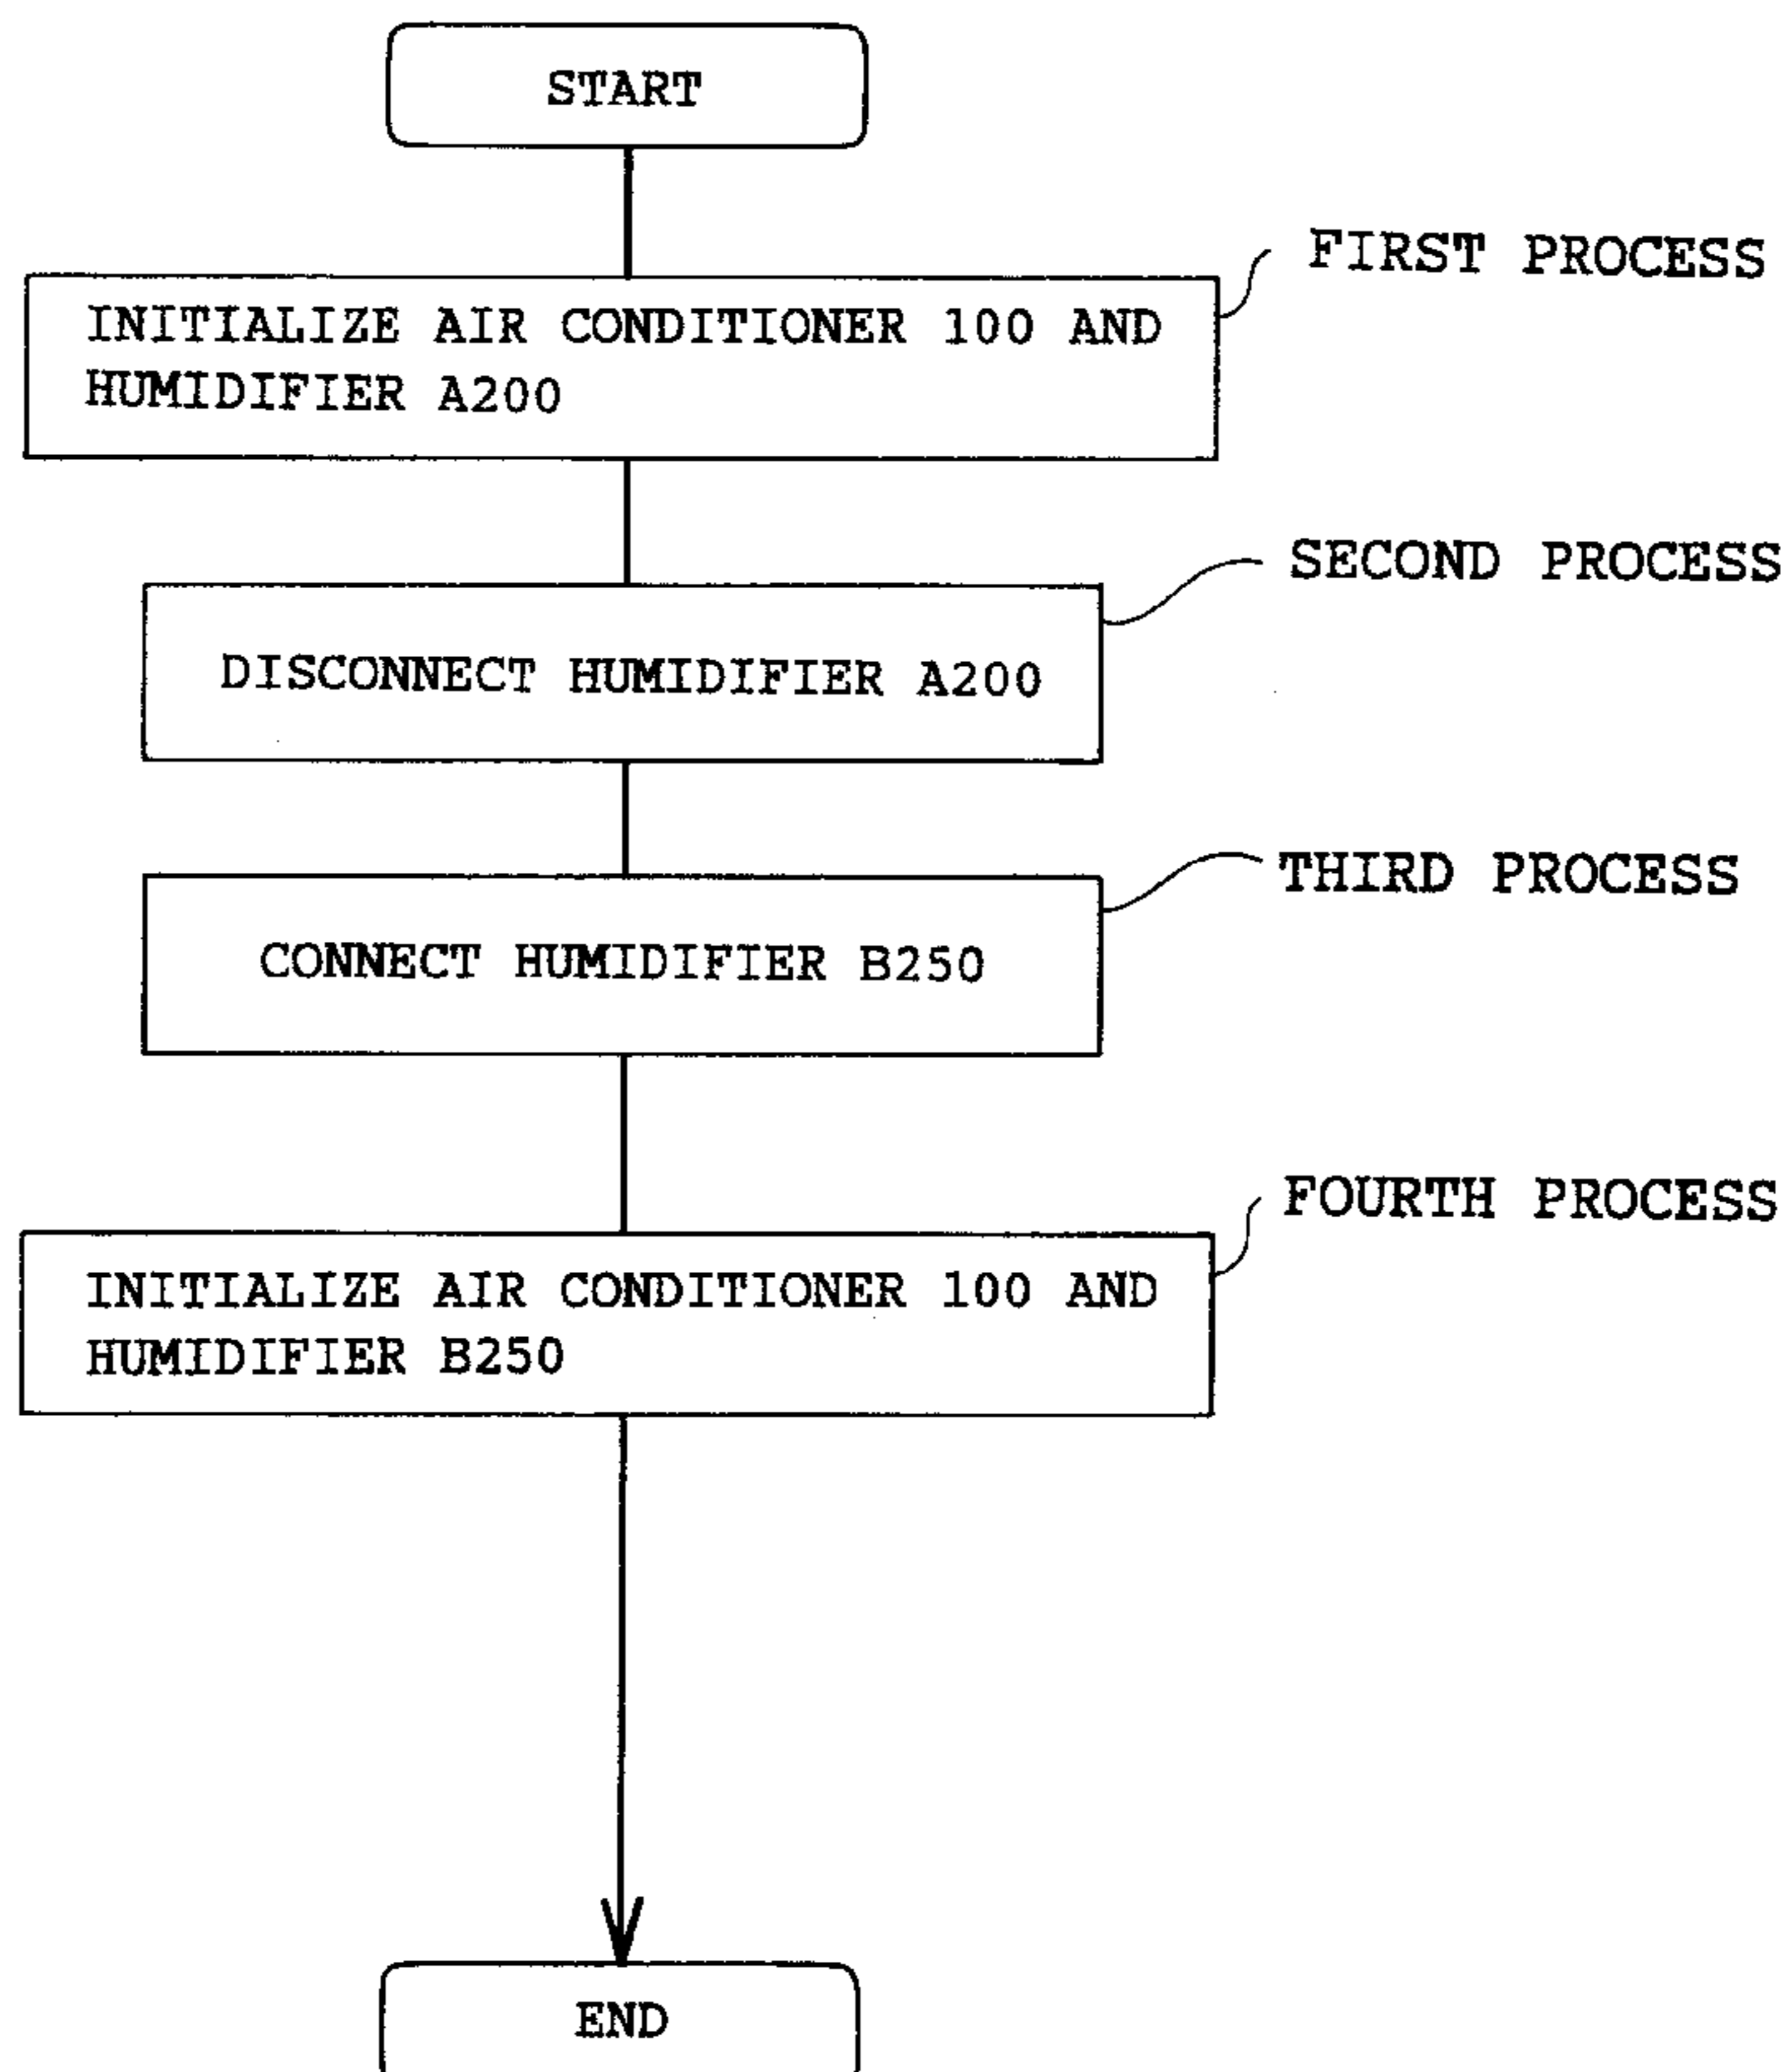 START
FIRST PROCESS
INITIALIZE AIR CONDITIONER 100 AND
HUMIDIFIER A200
SECOND PROCESS
DISCONNECT HUMIDIFIER A200
THIRD PROCESS
CONNECT HUMIDIFIER B250
FOURTH PROCESS
INITIALIZE AIR CONDITIONER 100 AND
HUMIDIFIER B250
END